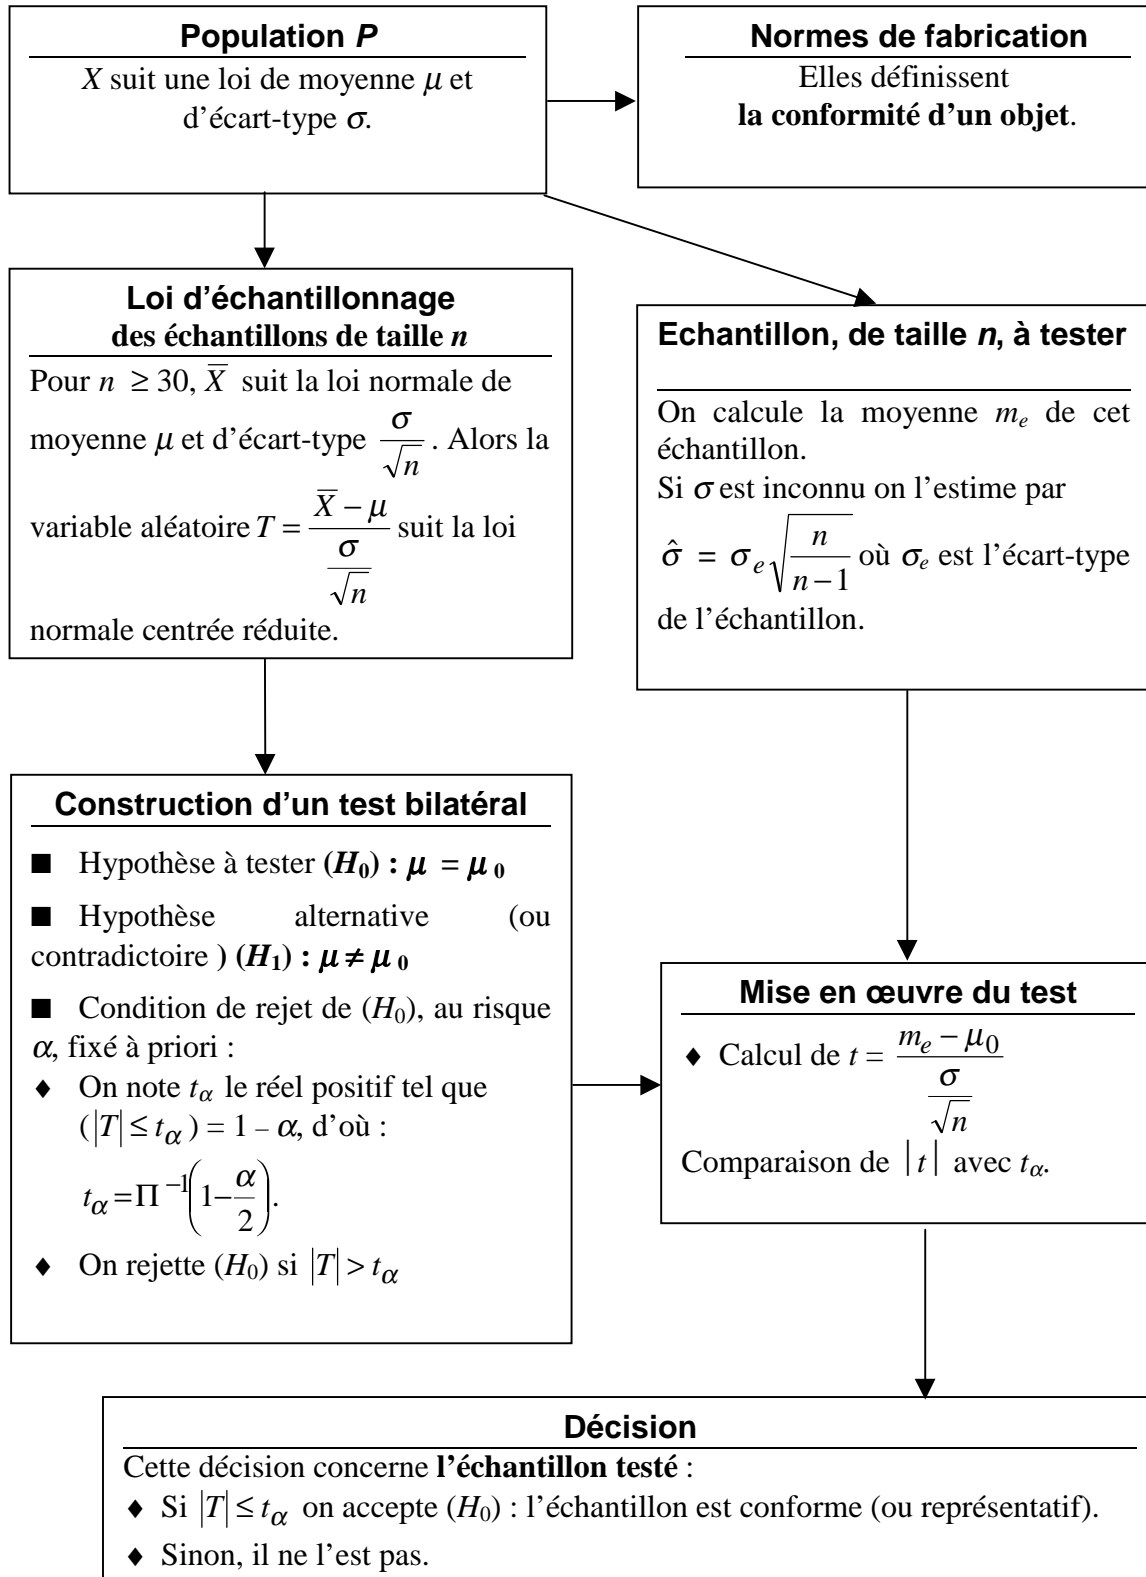 Population P
X suit une loi de moyenne μ et
d'écart-type σ.
Normes de fabrication
Elles définissent
la conformité d'un objet.
Loi d'échantillonnage
des échantillons de taille n
Pour n ≥ 30, X̅ suit la loi normale de
moyenne μ et d'écart-type σ/√n. Alors la
variable aléatoire T = (X̅ − μ)/(σ/√n) suit la loi
normale centrée réduite.
Echantillon, de taille n, à tester
On calcule la moyenne mₑ de cet
échantillon.
Si σ est inconnu on l'estime par
σ̂ = σₑ√(n/(n−1)) où σₑ est l'écart-type
de l'échantillon.
Construction d'un test bilatéral
■ Hypothèse à tester (H₀) : μ = μ₀
■ Hypothèse alternative (ou
contradictoire ) (H₁) : μ ≠ μ₀
■ Condition de rejet de (H₀), au risque
α, fixé à priori :
♦ On note t_α le réel positif tel que
(|T| ≤ t_α) = 1 – α, d'où :
t_α = Π⁻¹(1−α/2).
♦ On rejette (H₀) si |T| > t_α
Mise en œuvre du test
♦ Calcul de t = (mₑ − μ₀)/(σ/√n)
Comparaison de |t| avec t_α.
Décision
Cette décision concerne l'échantillon testé :
♦ Si |T| ≤ t_α on accepte (H₀) : l'échantillon est conforme (ou représentatif).
♦ Sinon, il ne l'est pas.